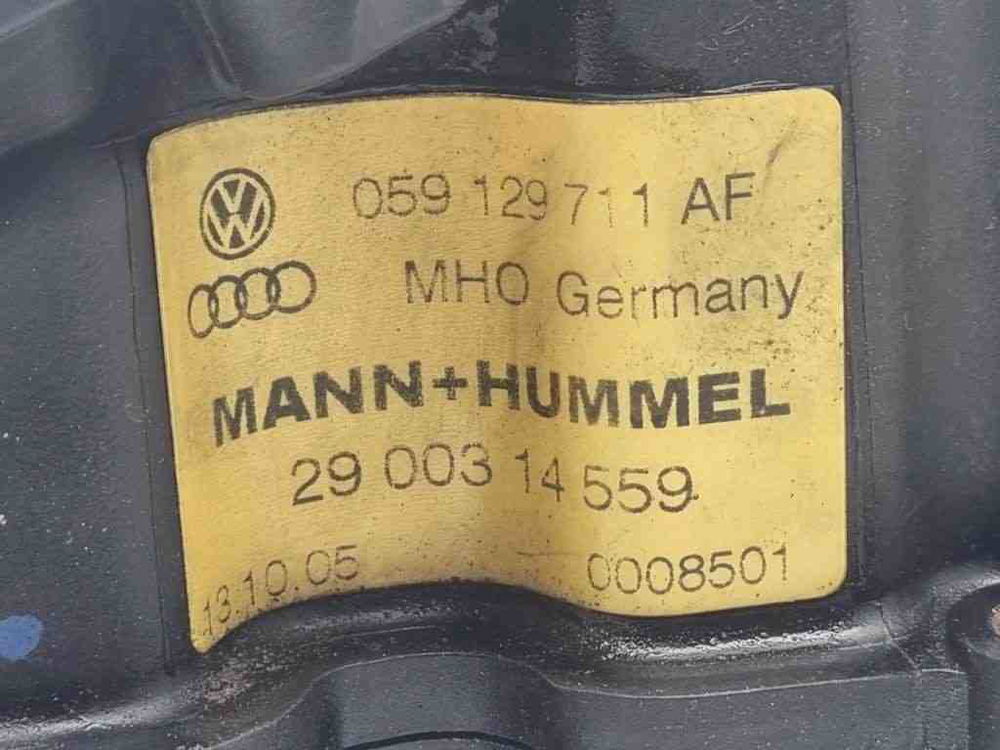 059 129 711 AF
MHO Germany
MANN+HUMMEL
29 003 14 559
13.10.05 0008501